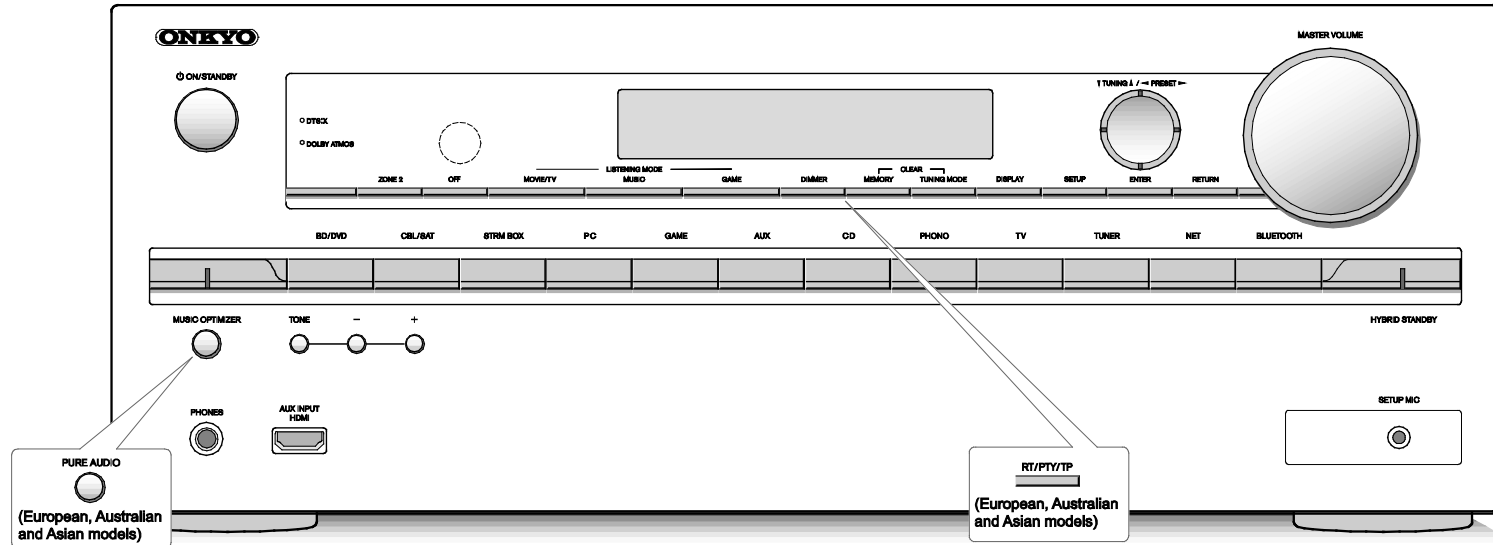 ONKYO
MASTER VOLUME
ON/STANDBY
TUNING / PRESET
DTS:X
DOLBY ATMOS
LISTENING MODE
CLEAR
ZONE 2 OFF MOVIE/TV MUSIC GAME DIMMER MEMORY TUNING MODE DISPLAY SETUP ENTER RETURN
BD/DVD CBL/SAT STRM BOX PC GAME AUX CD PHONO TV TUNER NET BLUETOOTH
MUSIC OPTIMIZER TONE − + HYBRID STANDBY
PHONES
AUX INPUT
HDMI
SETUP MIC
PURE AUDIO
(European, Australian
and Asian models)
RT/PTY/TP
(European, Australian
and Asian models)